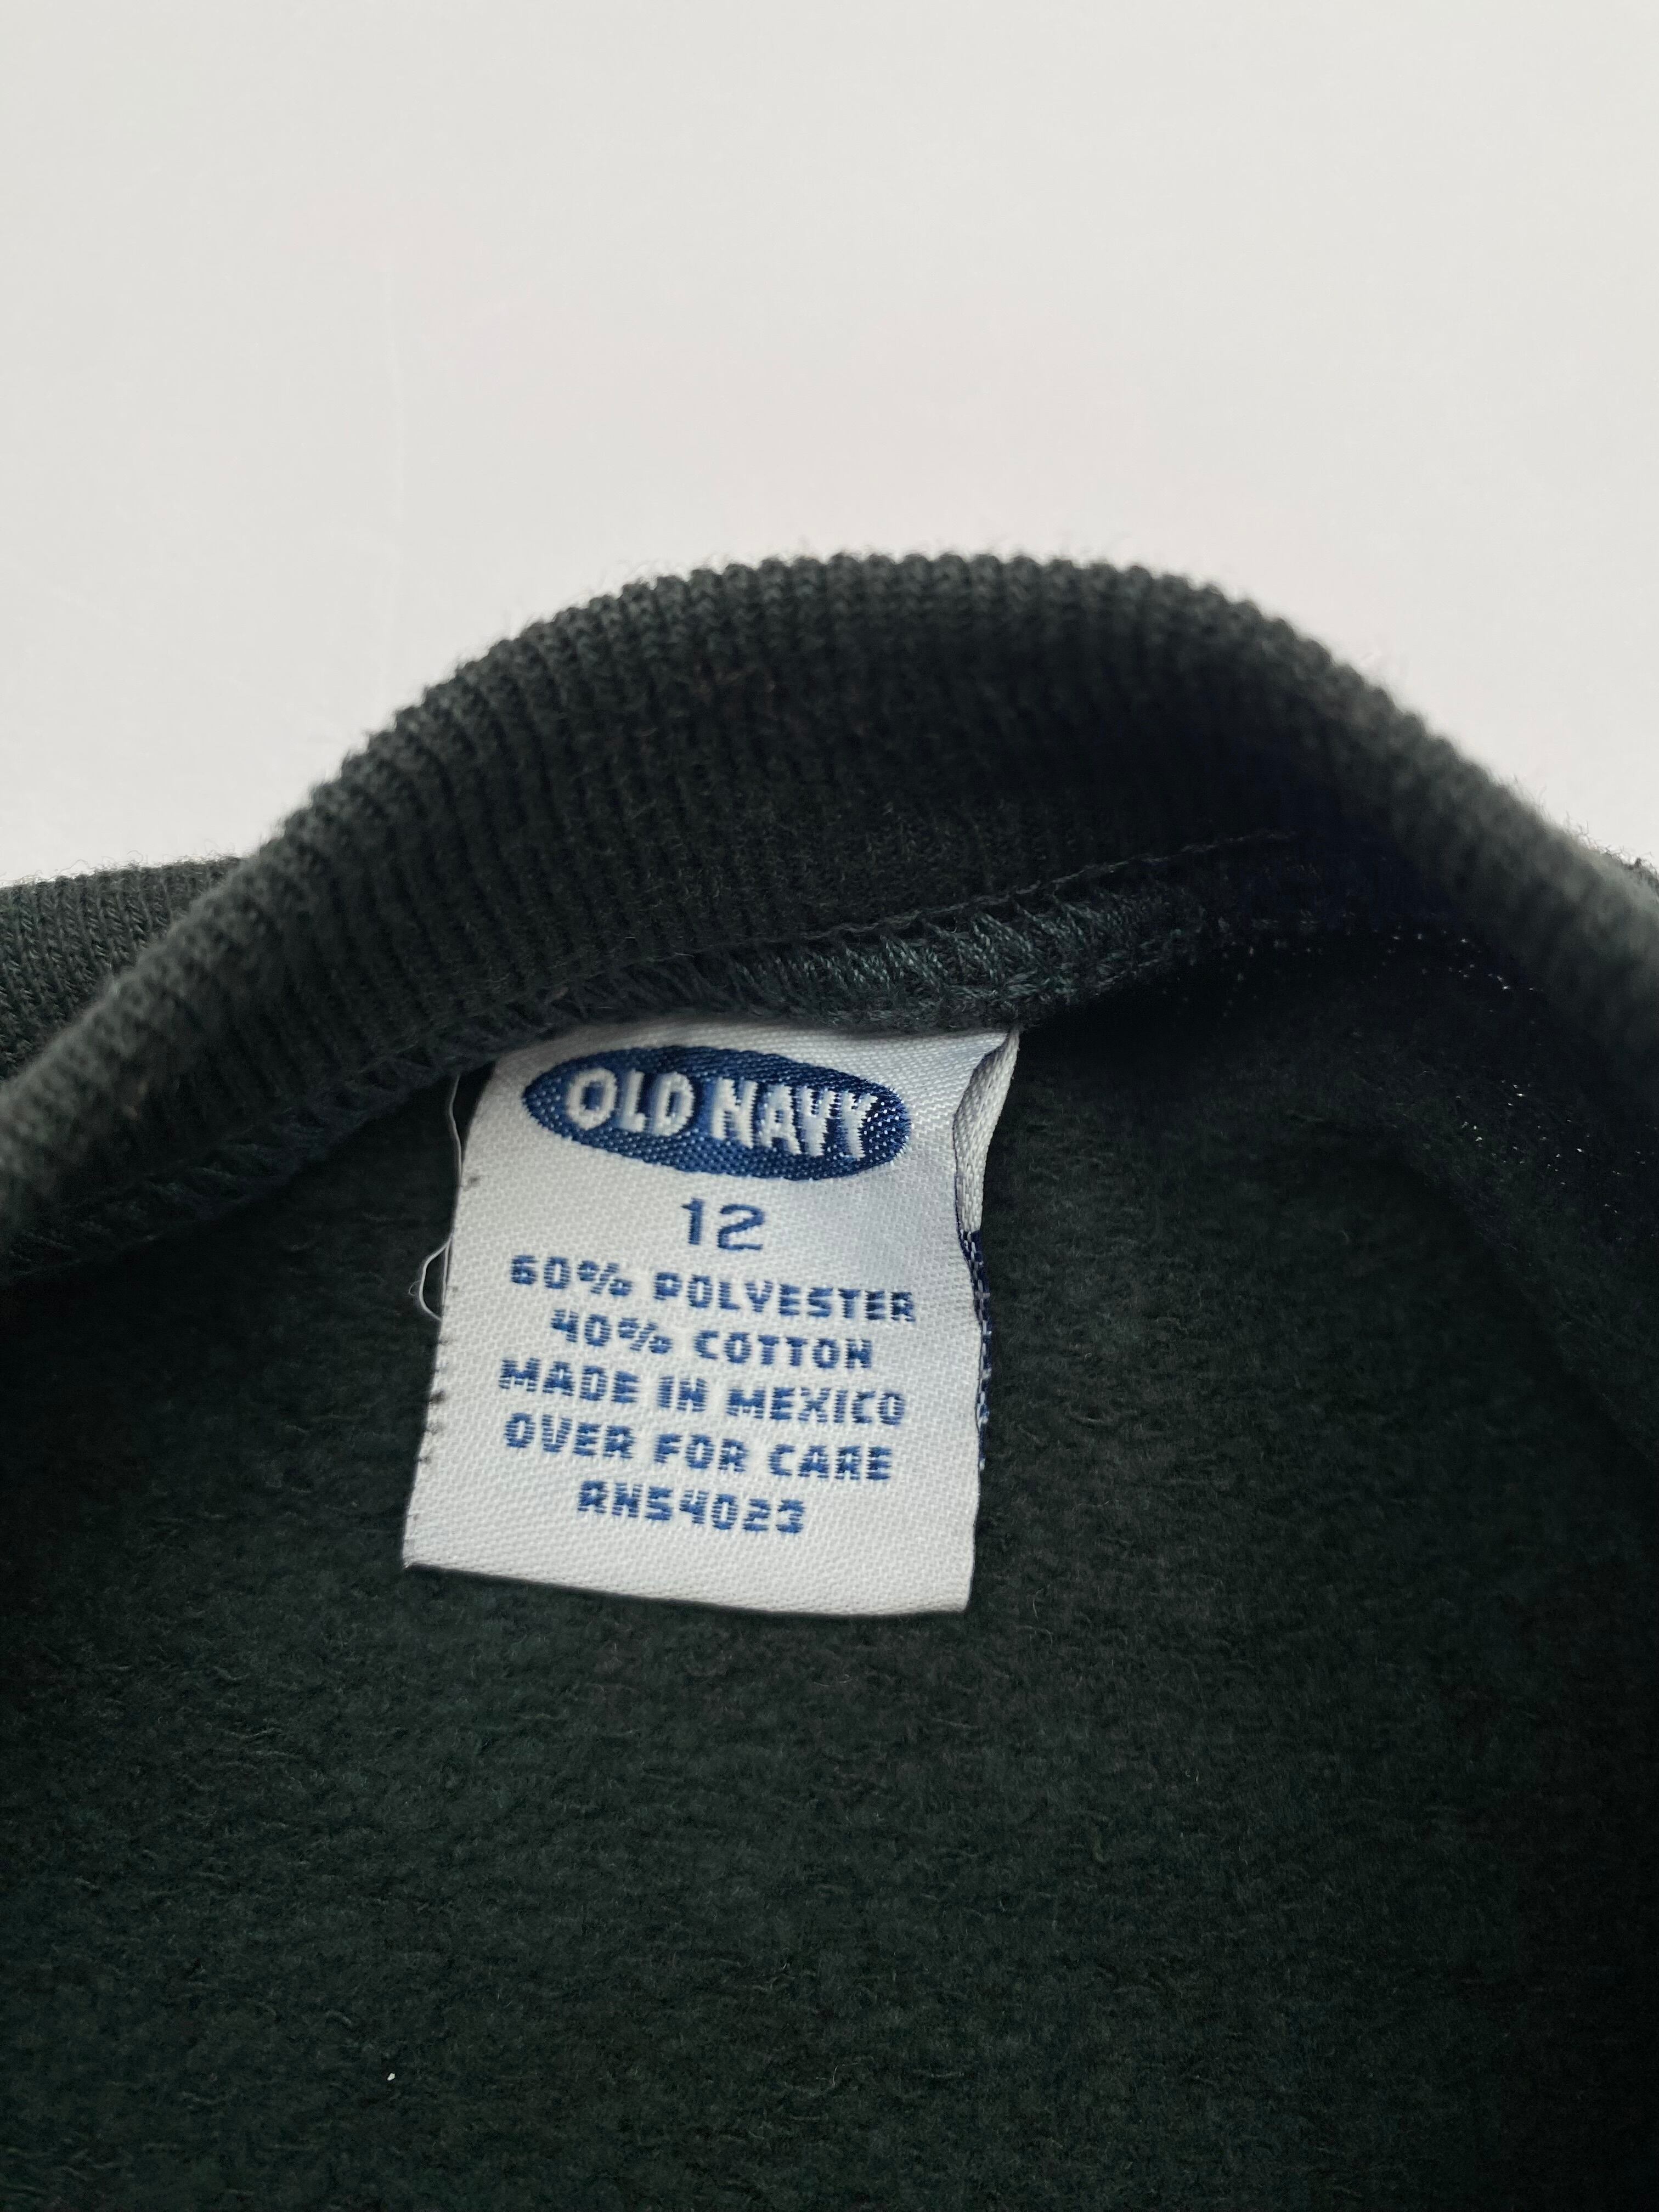 OLD NAVY
12
60% POLYESTER
40% COTTON
MADE IN MEXICO
OVER FOR CARE
RN54023